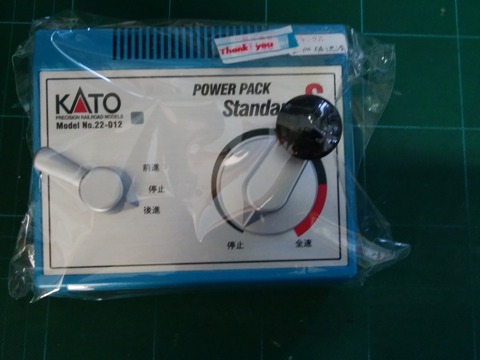 Thank you
POWER PACK
Standard S
KATO
PRECISION RAILROAD MODELS
Model No.22-012
前進
停止
後進
停止
全速